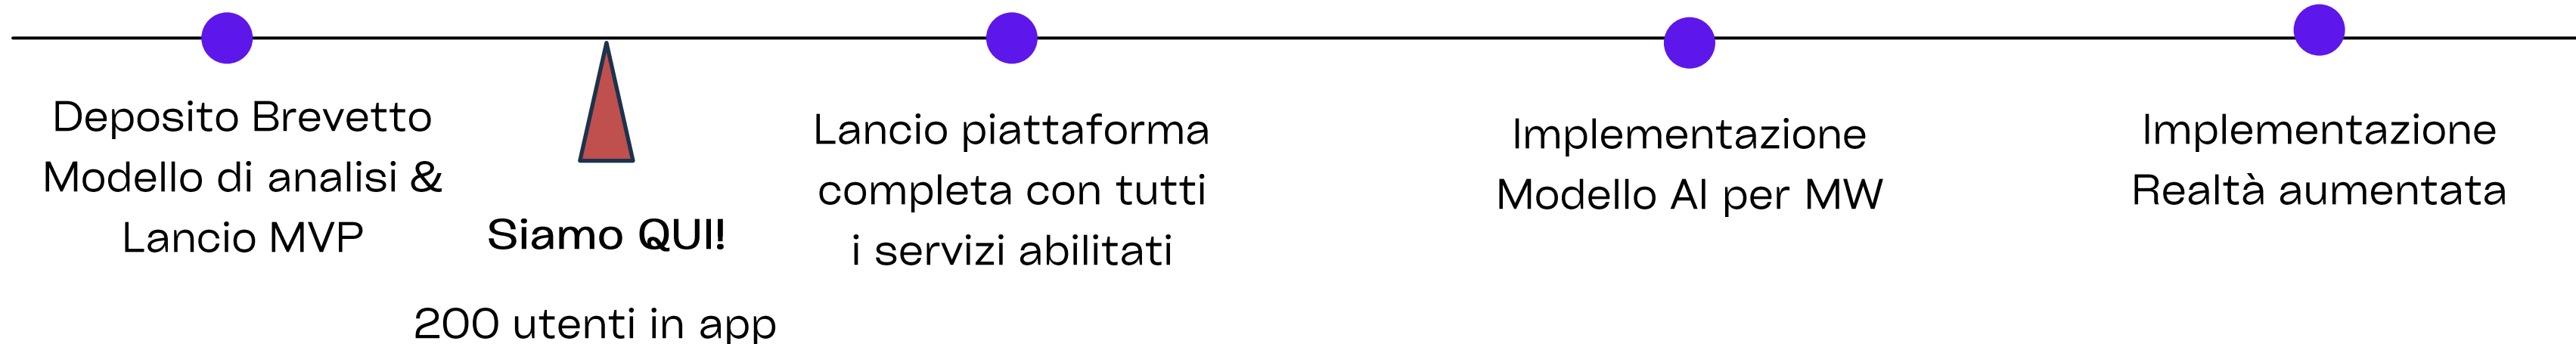 Deposito Brevetto
Modello di analisi &
Lancio MVP
Siamo QUI!
200 utenti in app
Lancio piattaforma
completa con tutti
i servizi abilitati
Implementazione
Modello AI per MW
Implementazione
Realtà aumentata